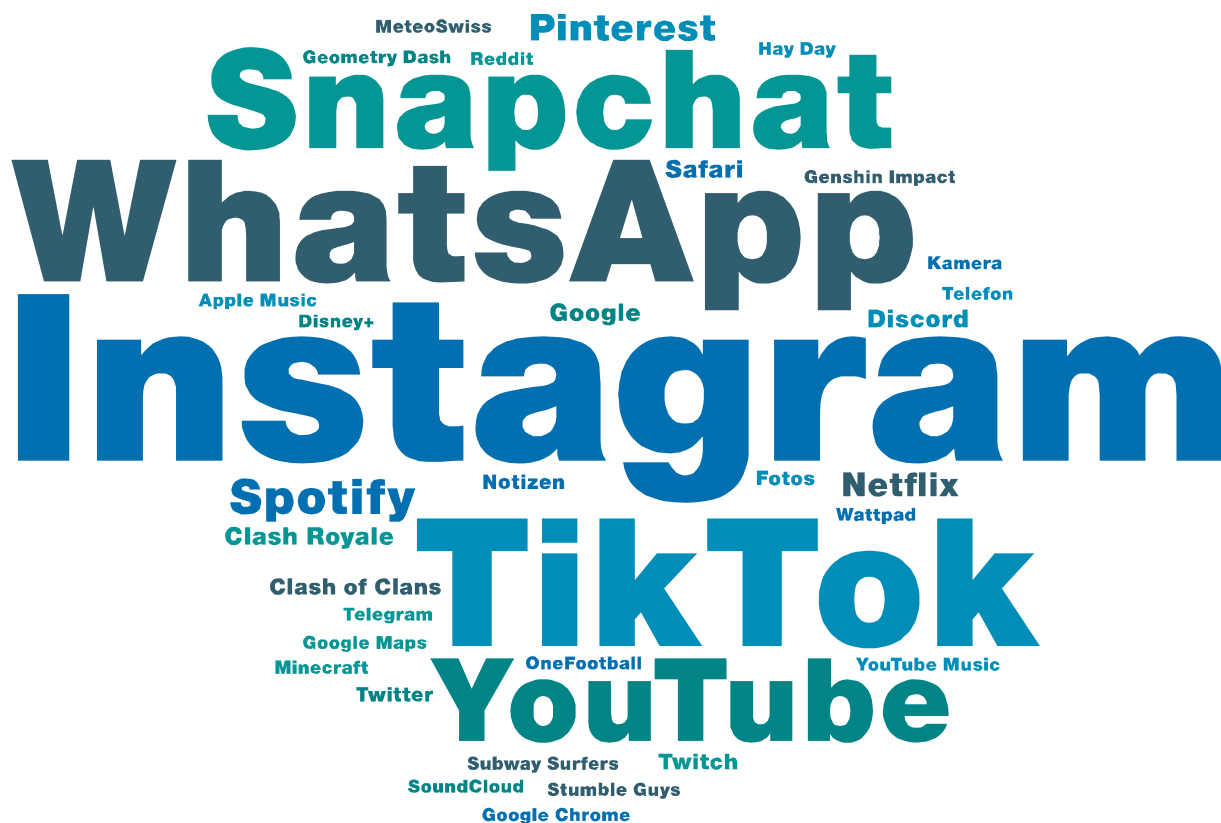 MeteoSwiss
Pinterest
Geometry Dash
Reddit
Hay Day
Snapchat
Safari
Genshin Impact
WhatsApp
Kamera
Telefon
Apple Music
Disney+
Google
Discord
Instagram
Spotify
Notizen
Fotos
Netflix
Wattpad
Clash Royale
TikTok
Clash of Clans
Telegram
Google Maps
Minecraft
Twitter
OneFootball
YouTube Music
YouTube
Subway Surfers
Twitch
SoundCloud
Stumble Guys
Google Chrome